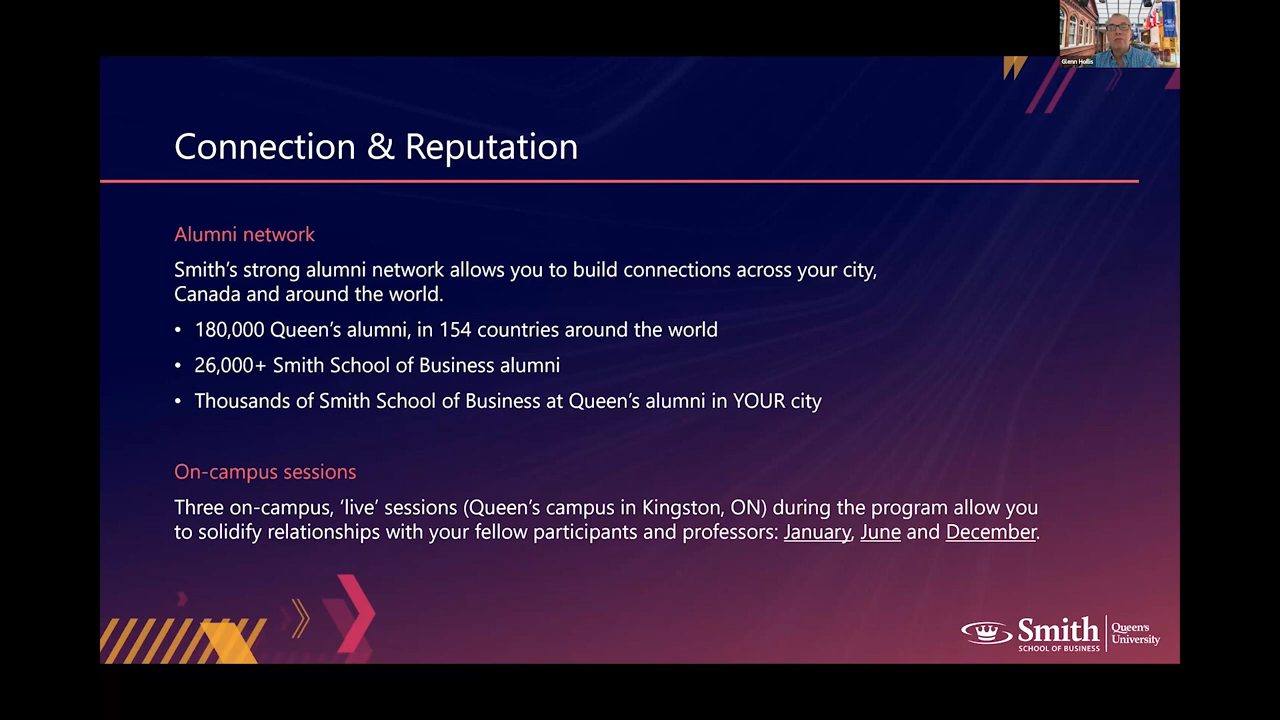 Glenn Hollis
Connection & Reputation
Alumni network
Smith's strong alumni network allows you to build connections across your city,
Canada and around the world.
• 180,000 Queen's alumni, in 154 countries around the world
• 26,000+ Smith School of Business alumni
• Thousands of Smith School of Business at Queen's alumni in YOUR city
On-campus sessions
Three on-campus, 'live' sessions (Queen's campus in Kingston, ON) during the program allow you
to solidify relationships with your fellow participants and professors: January, June and December.
Smith
SCHOOL OF BUSINESS
Queen's
University